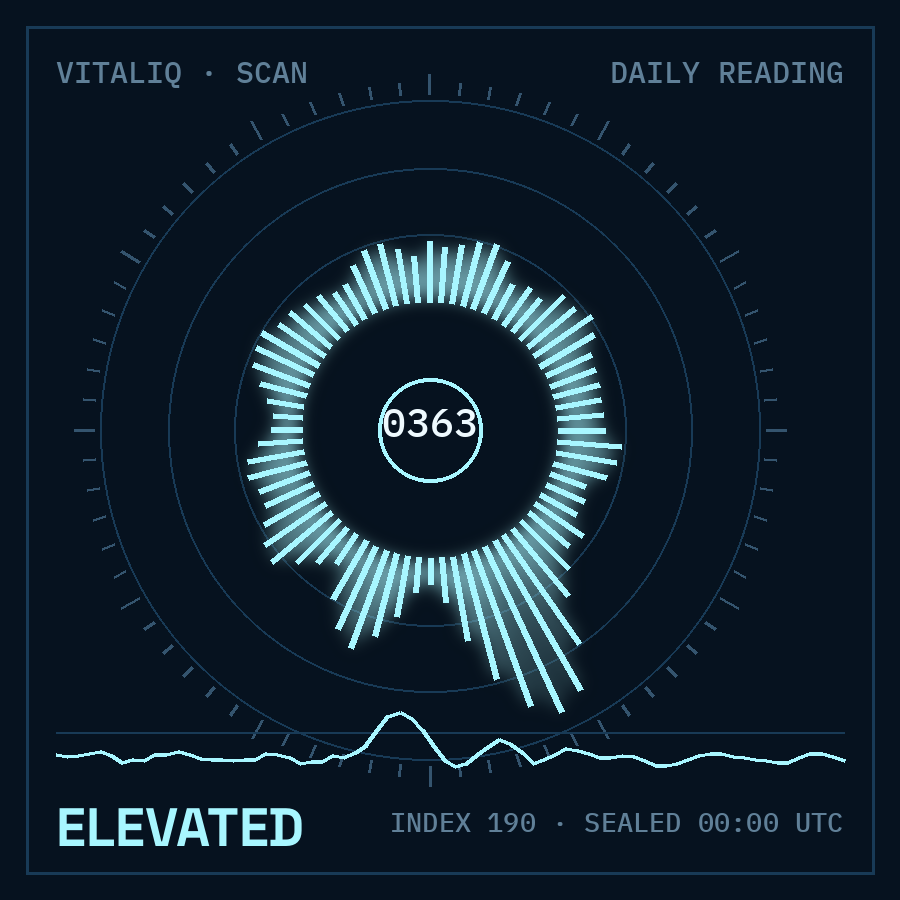 VITALIQ · SCAN
DAILY READING
0363
ELEVATED
INDEX 190 · SEALED 00:00 UTC